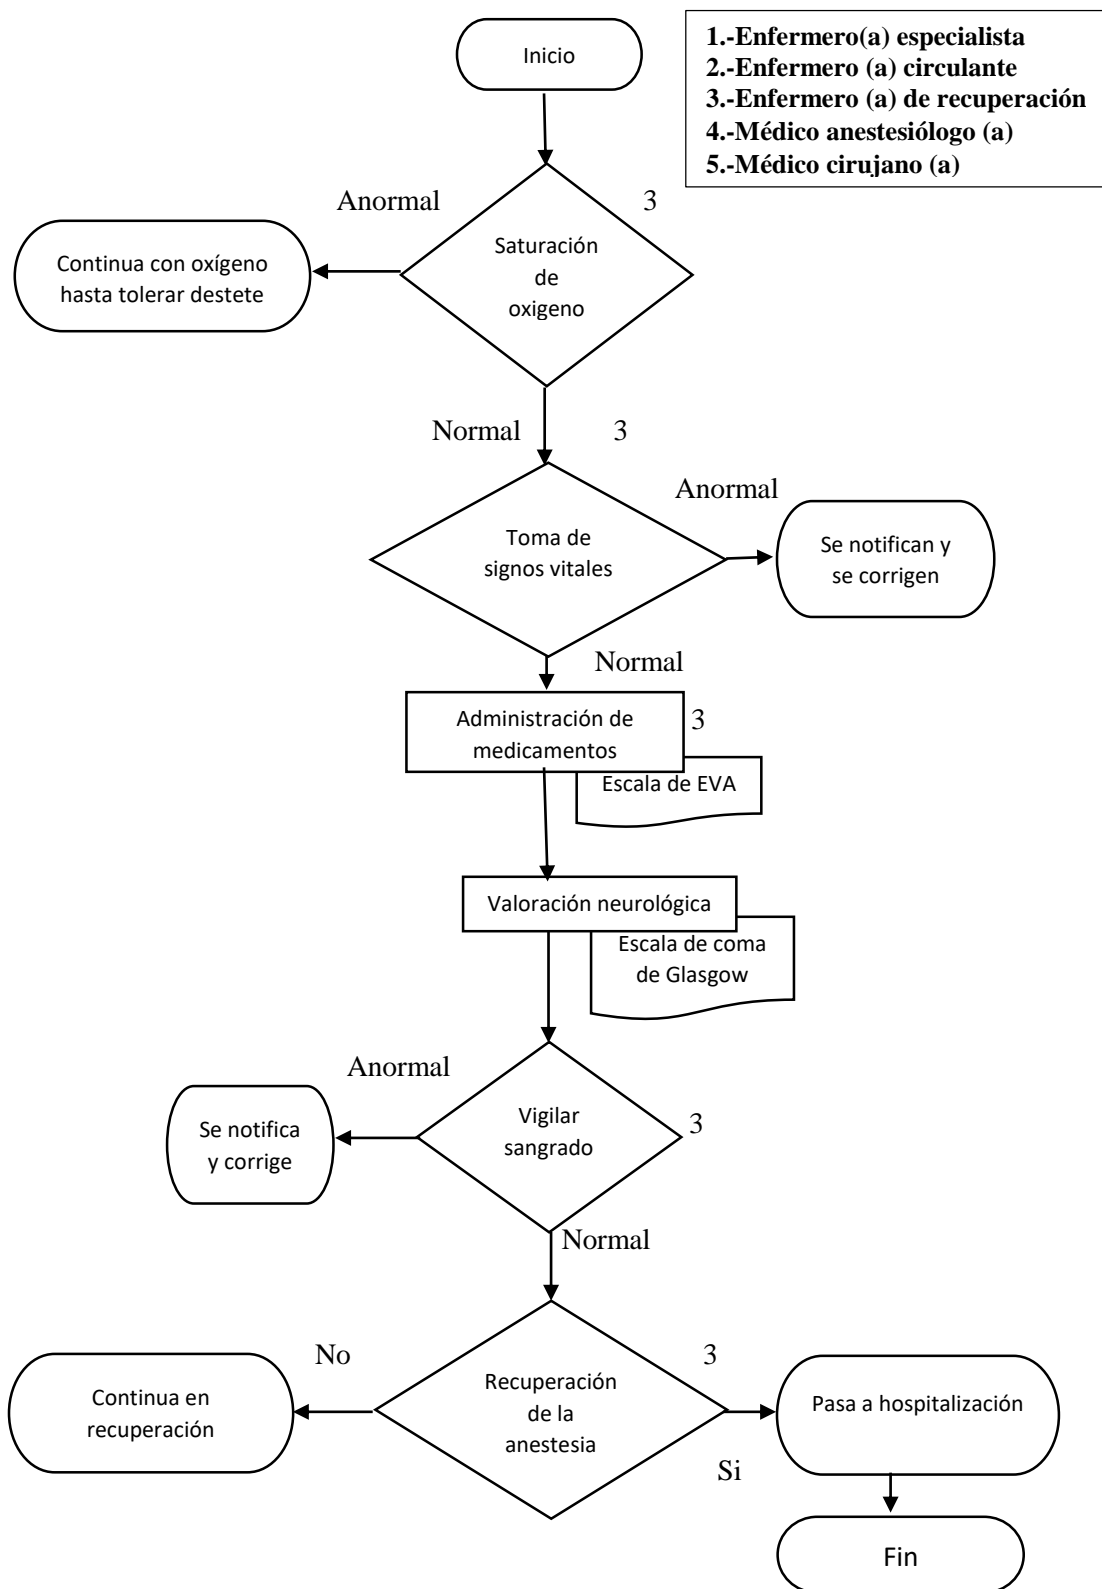 Inicio
1.-Enfermero(a) especialista
2.-Enfermero (a) circulante
3.-Enfermero (a) de recuperación
4.-Médico anestesiólogo (a)
5.-Médico cirujano (a)
Anormal
3
Saturación
de
oxigeno
Continua con oxígeno
hasta tolerar destete
Normal
3
Anormal
Toma de
signos vitales
Se notifican y
se corrigen
Normal
Administración de
medicamentos
3
Escala de EVA
Valoración neurológica
Escala de coma
de Glasgow
Anormal
Vigilar
sangrado
3
Se notifica
y corrige
Normal
No
3
Recuperación
de la
anestesia
Continua en
recuperación
Pasa a hospitalización
Si
Fin